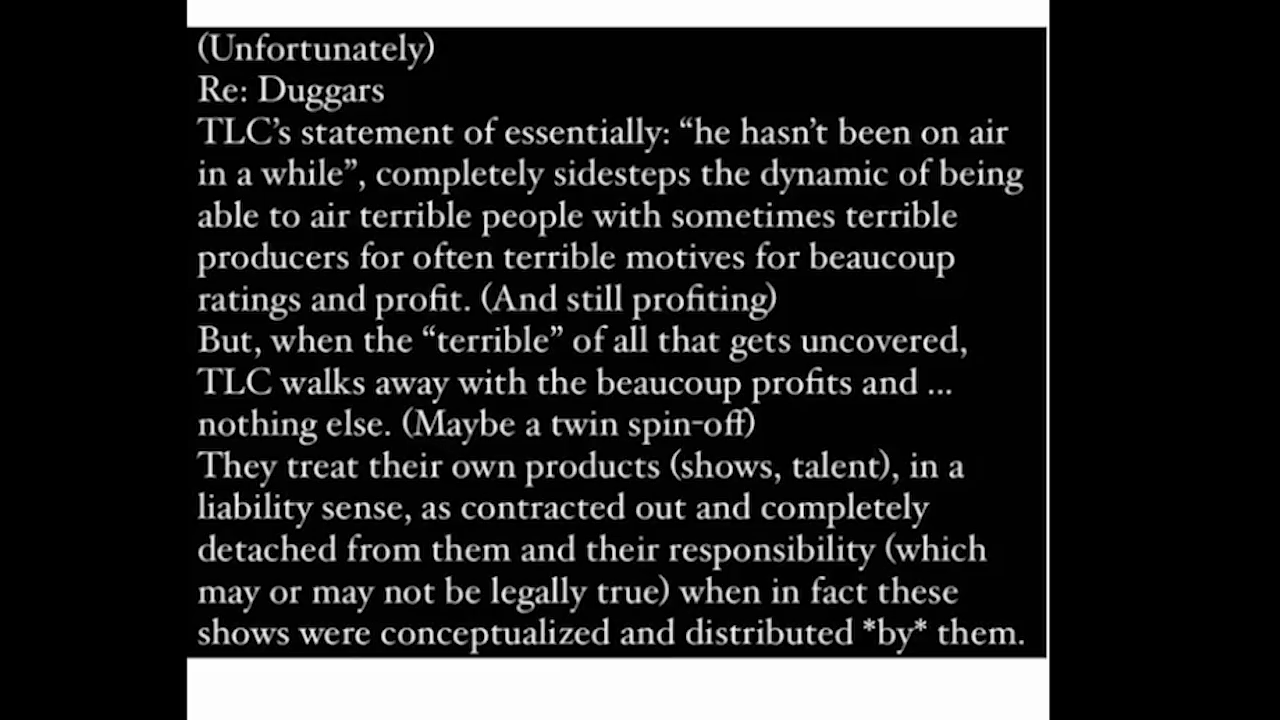 (Unfortunately)
Re: Duggars
TLC’s statement of essentially: “he hasn’t been on air
in a while”, completely sidesteps the dynamic of being
able to air terrible people with sometimes terrible
producers for often terrible motives for beaucoup
ratings and profit. (And still profiting)
But, when the “terrible” of all that gets uncovered,
TLC walks away with the beaucoup profits and ...
nothing else. (Maybe a twin spin-off)
They treat their own products (shows, talent), in a
liability sense, as contracted out and completely
detached from them and their responsibility (which
may or may not be legally true) when in fact these
shows were conceptualized and distributed *by* them.